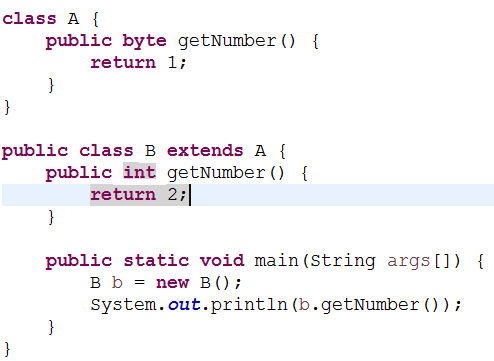 class A {
    public byte getNumber() {
        return 1;
    }
}

public class B extends A {
    public int getNumber() {
        return 2;
    }

    public static void main(String args[]) {
        B b = new B();
        System.out.println(b.getNumber());
    }
}